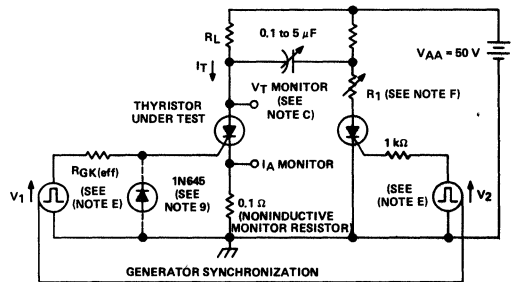 RL
0,1 to 5 µF
VAA = 50 V
IT
VT MONITOR
(SEE
NOTE C)
R1 (SEE NOTE F)
THYRISTOR
UNDER TEST
1 kΩ
IA MONITOR
RGK(eff)
V1
(SEE
NOTE E)
1N645
(SEE
NOTE 9)
0,1 Ω
(NONINDUCTIVE
MONITOR RESISTOR)
(SEE
NOTE E)
V2
GENERATOR SYNCHRONIZATION